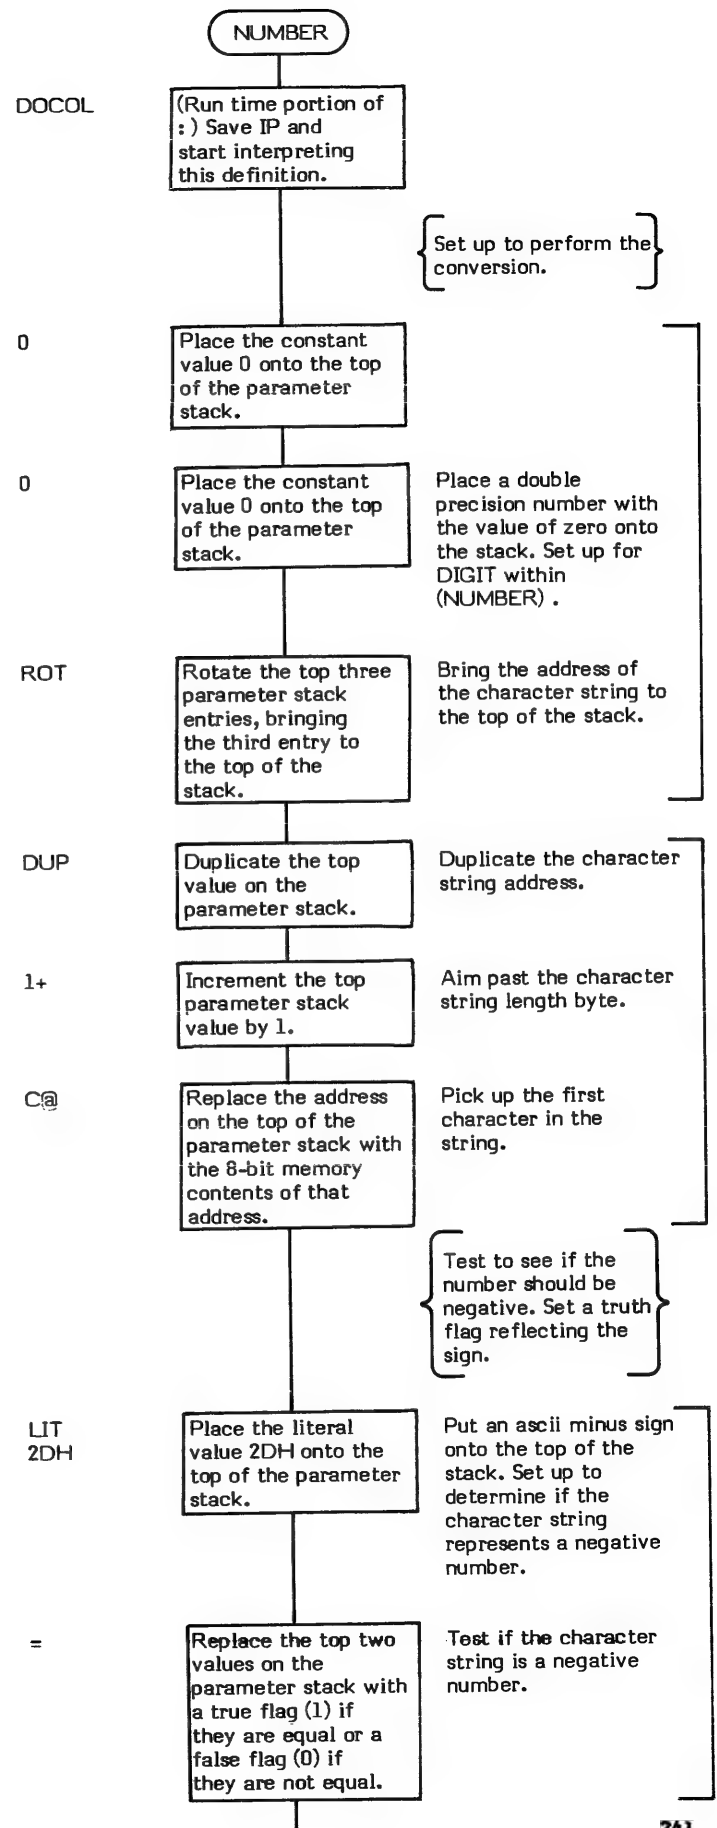 NUMBER
DOCOL
(Run time portion of
: ) Save IP and
start interpreting
this definition.
Set up to perform the
conversion.
0
Place the constant
value 0 onto the top
of the parameter
stack.
0
Place the constant
value 0 onto the top
of the parameter
stack.
Place a double
precision number with
the value of zero onto
the stack. Set up for
DIGIT within
(NUMBER) .
ROT
Rotate the top three
parameter stack
entries, bringing
the third entry to
the top of the
stack.
Bring the address of
the character string to
the top of the stack.
DUP
Duplicate the top
value on the
parameter stack.
Duplicate the character
string address.
1+
Increment the top
parameter stack
value by 1.
Aim past the character
string length byte.
C@
Replace the address
on the top of the
parameter stack with
the 8-bit memory
contents of that
address.
Pick up the first
character in the
string.
Test to see if the
number should be
negative. Set a truth
flag reflecting the
sign.
LIT
2DH
Place the literal
value 2DH onto the
top of the parameter
stack.
Put an ascii minus sign
onto the top of the
stack. Set up to
determine if the
character string
represents a negative
number.
=
Replace the top two
values on the
parameter stack with
a true flag (1) if
they are equal or a
false flag (0) if
they are not equal.
Test if the character
string is a negative
number.